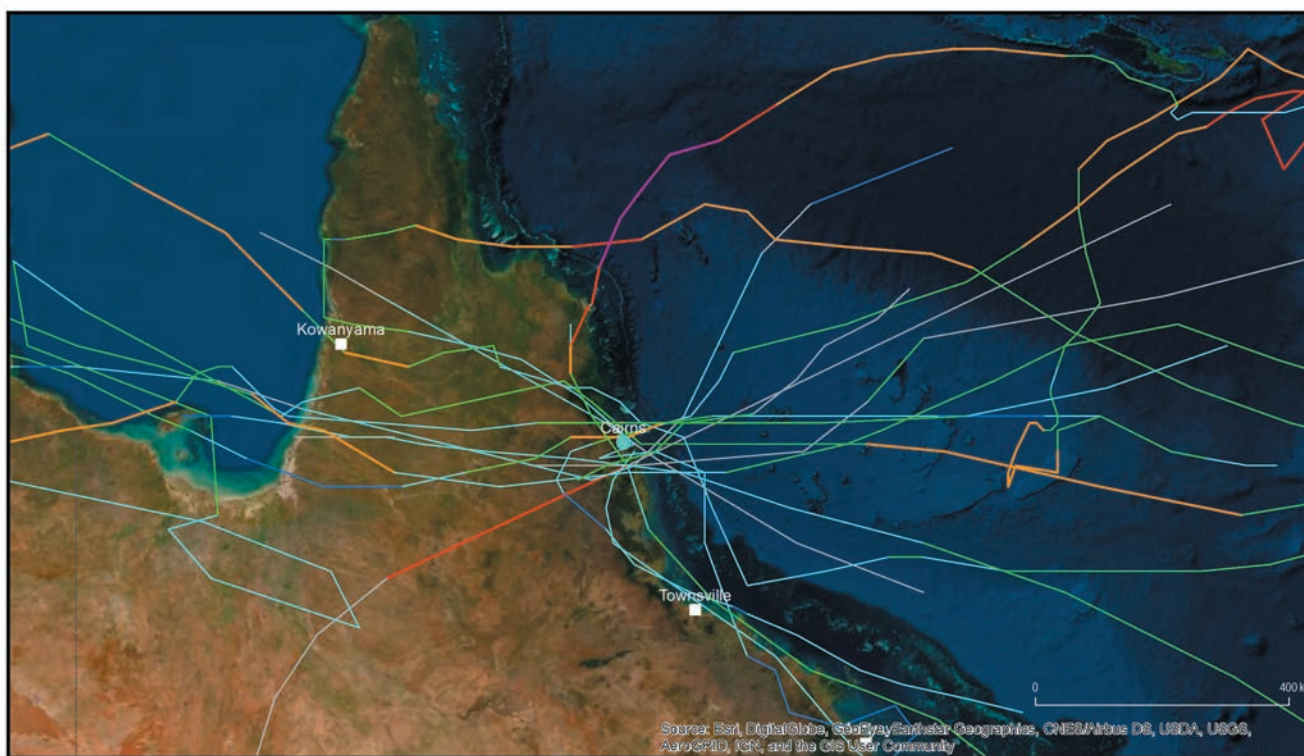 Kowanyama
Cairns
Townsville
0 400 k
Source: Esri, DigitalGlobe, GeoEye, Earthstar Geographics, CNES/Airbus DS, USDA, USGS,
AeroGRID, IGN, and the GIS User Community